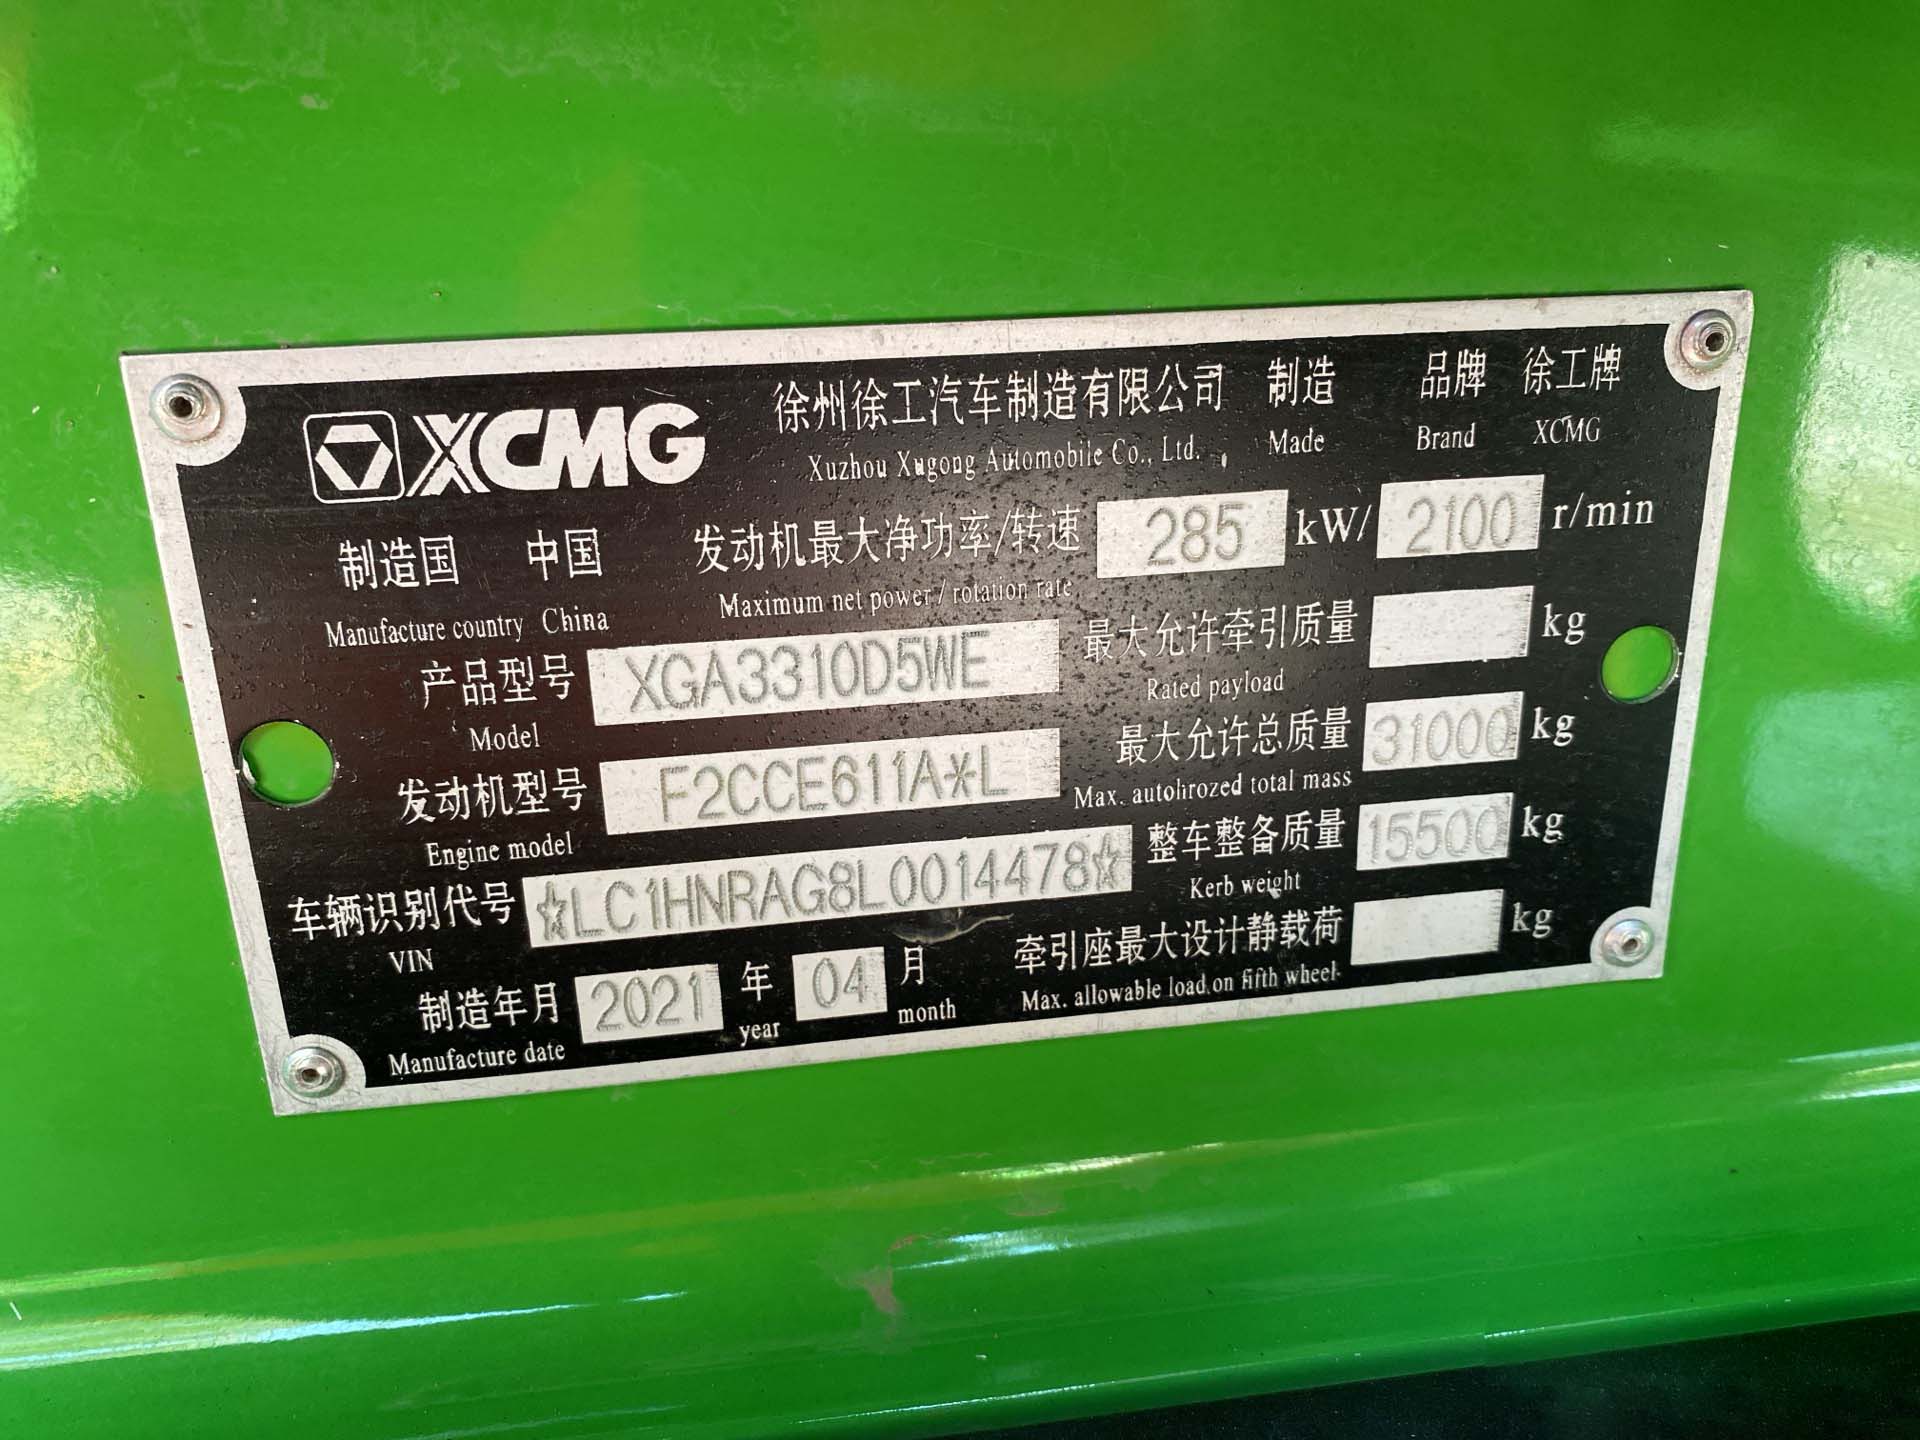 XCMG 徐州徐工汽车制造有限公司 制造 品牌 徐工牌
Xuzhou Xugong Automobile Co., Ltd. Made Brand XCMG
制造国 中国 发动机最大净功率/转速 285 kW/ 2100 r/min
Manufacture country China Maximum net power / rotation rate
产品型号 XGA3310D5WE 最大允许牵引质量 kg
Model Rated payload
发动机型号 F2CCE611A*L 最大允许总质量 31000 kg
Engine model Max. autohrozed total mass
车辆识别代号 ☆LC1HNRAG8L0014478☆ 整车整备质量 15500 kg
VIN Kerb weight
制造年月 2021 年 04 月 牵引座最大设计静载荷 kg
Manufacture date year month Max. allowable load on fifth wheel